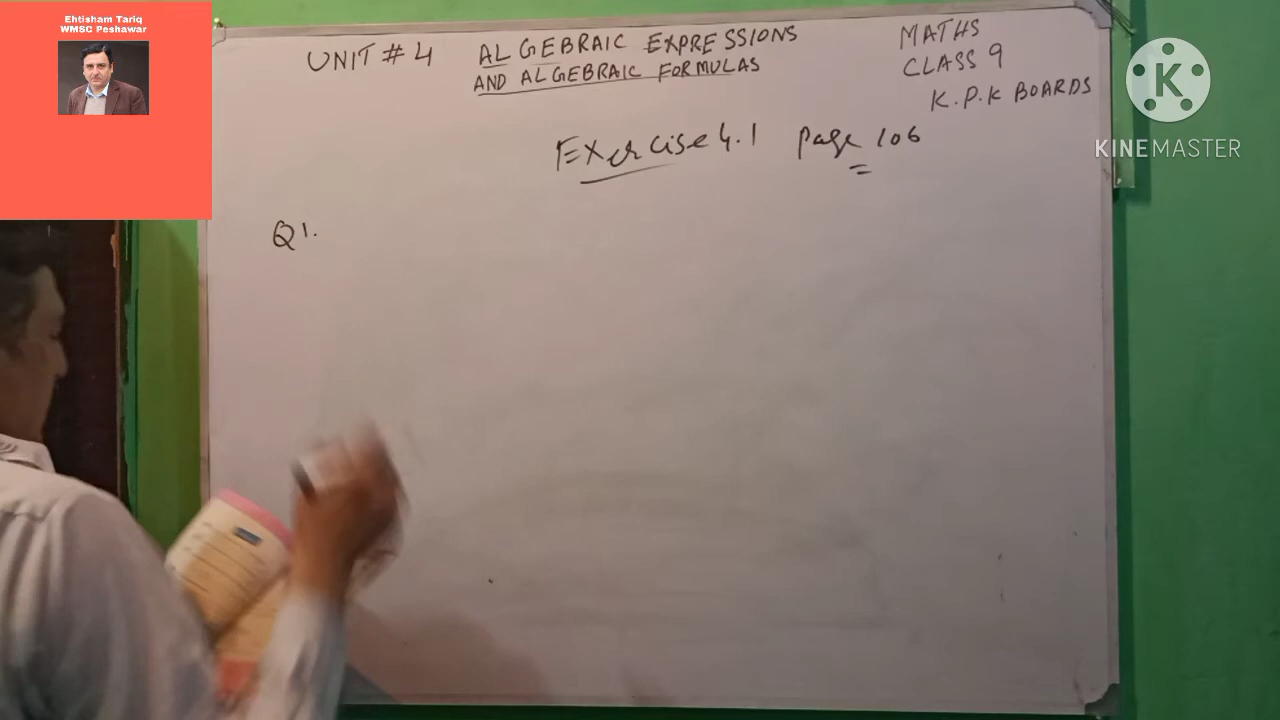 Ehtisham Tariq
WMSC Peshawar
UNIT # 4 ALGEBRAIC EXPRESSIONS
AND ALGEBRAIC FORMULAS
MATHS
CLASS 9
K.P.K BOARDS
KINEMASTER
Exercise 4.1 page 106
Q1.